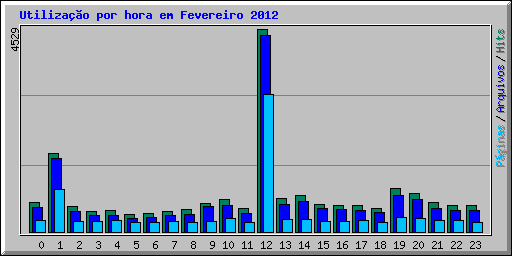 Utilização por hora em Fevereiro 2012
4529
Páginas / Arquivos / Hits
0 1 2 3 4 5 6 7 8 9 10 11 12 13 14 15 16 17 18 19 20 21 22 23